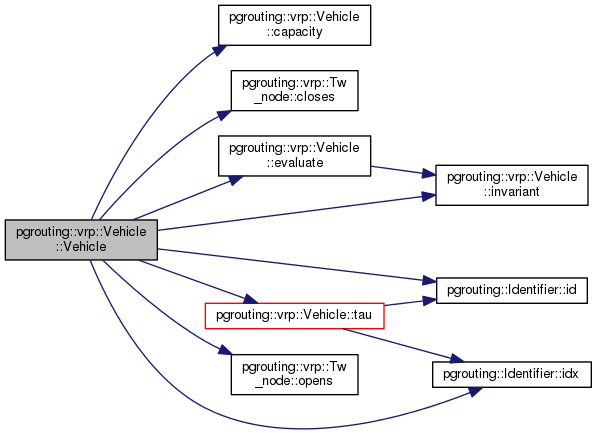 pgrouting::vrp::Vehicle
::capacity
pgrouting::vrp::Tw
_node::closes
pgrouting::vrp::Vehicle
::evaluate
pgrouting::vrp::Vehicle
::invariant
pgrouting::vrp::Vehicle
::Vehicle
pgrouting::Identifier::id
pgrouting::vrp::Vehicle::tau
pgrouting::vrp::Tw
_node::opens
pgrouting::Identifier::idx